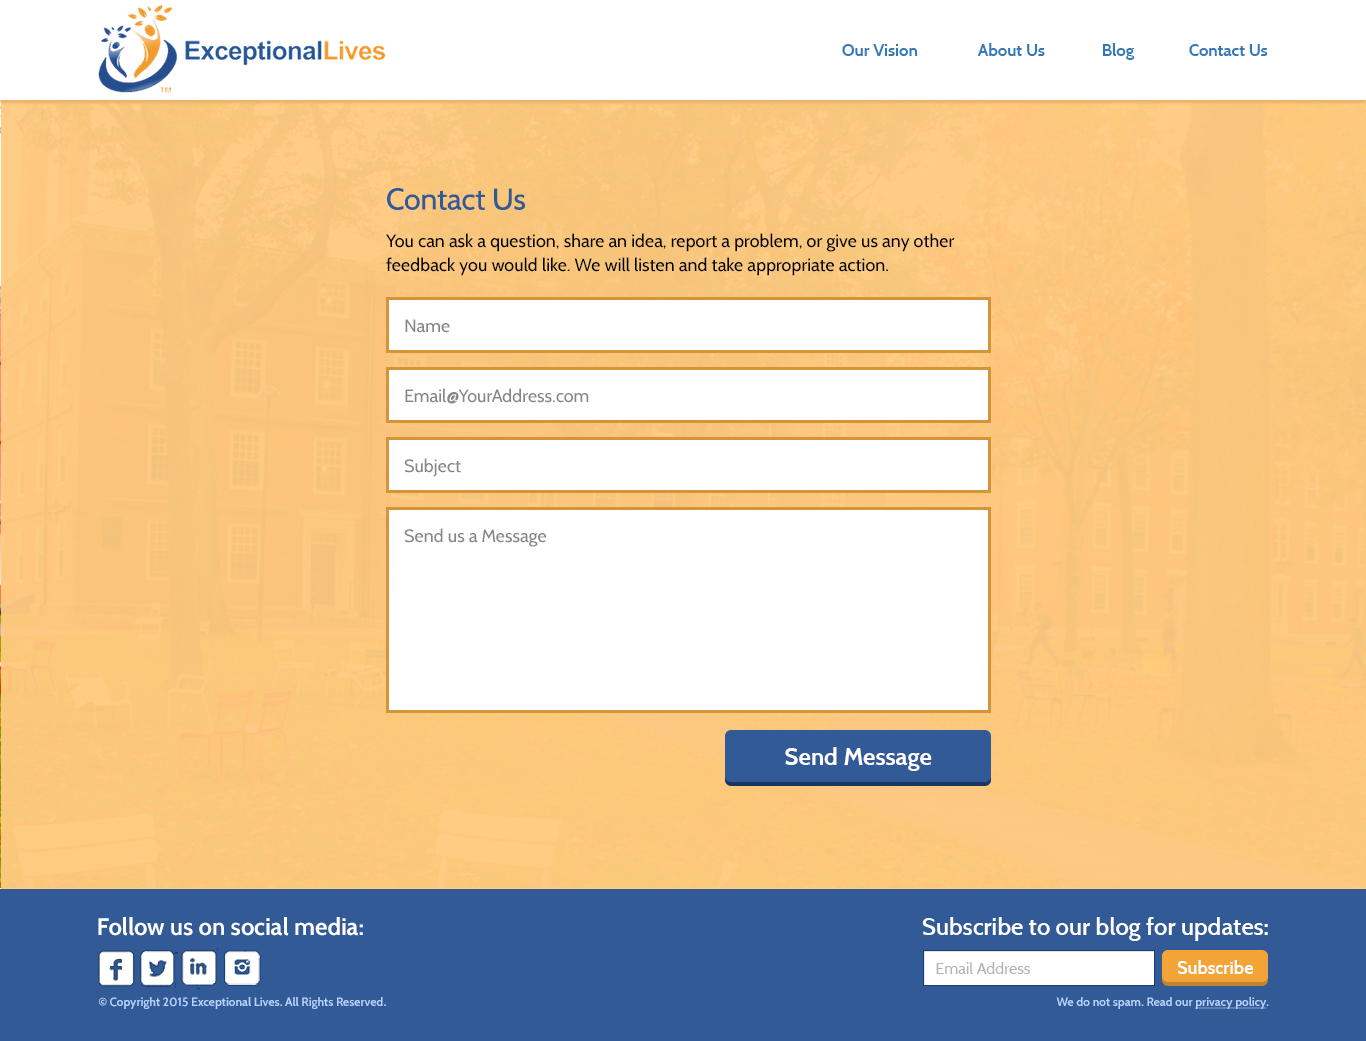 ExceptionalLives
TM
Our Vision
About Us
Blog
Contact Us
Contact Us
You can ask a question, share an idea, report a problem, or give us any other
feedback you would like. We will listen and take appropriate action.
Name
Email@YourAddress.com
Subject
Send us a Message
Send Message
Follow us on social media:
f
in
© Copyright 2015 Exceptional Lives. All Rights Reserved.
Subscribe to our blog for updates:
Email Address
Subscribe
We do not spam. Read our privacy policy.